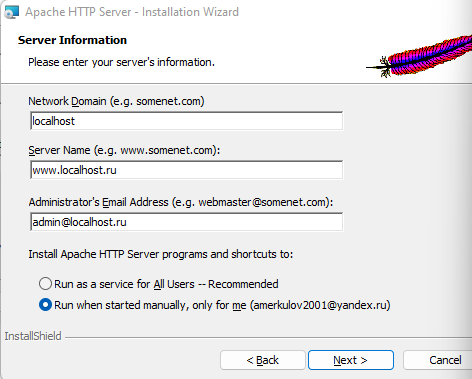 Apache HTTP Server - Installation Wizard
Server Information
Please enter your server's information.
Network Domain (e.g. somenet.com)
localhost
Server Name (e.g. www.somenet.com):
www.localhost.ru
Administrator's Email Address (e.g. webmaster@somenet.com):
admin@localhost.ru
Install Apache HTTP Server programs and shortcuts to:
Run as a service for All Users -- Recommended
Run when started manually, only for me (amerkulov2001@yandex.ru)
InstallShield
< Back Next > Cancel